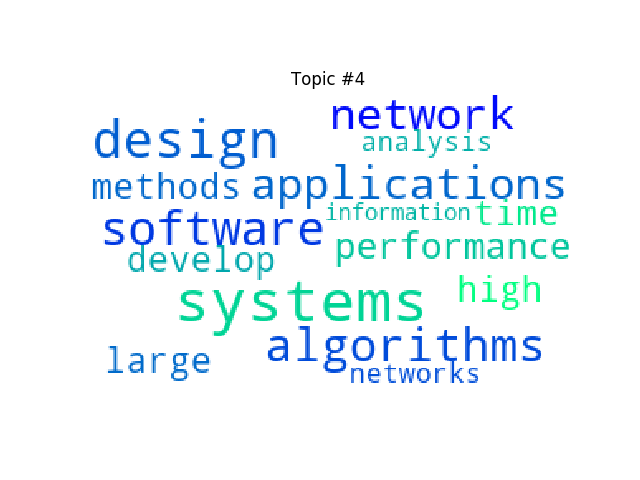 Topic #4
network
design
analysis
methods
applications
information
time
software
performance
develop
high
systems
algorithms
large
networks